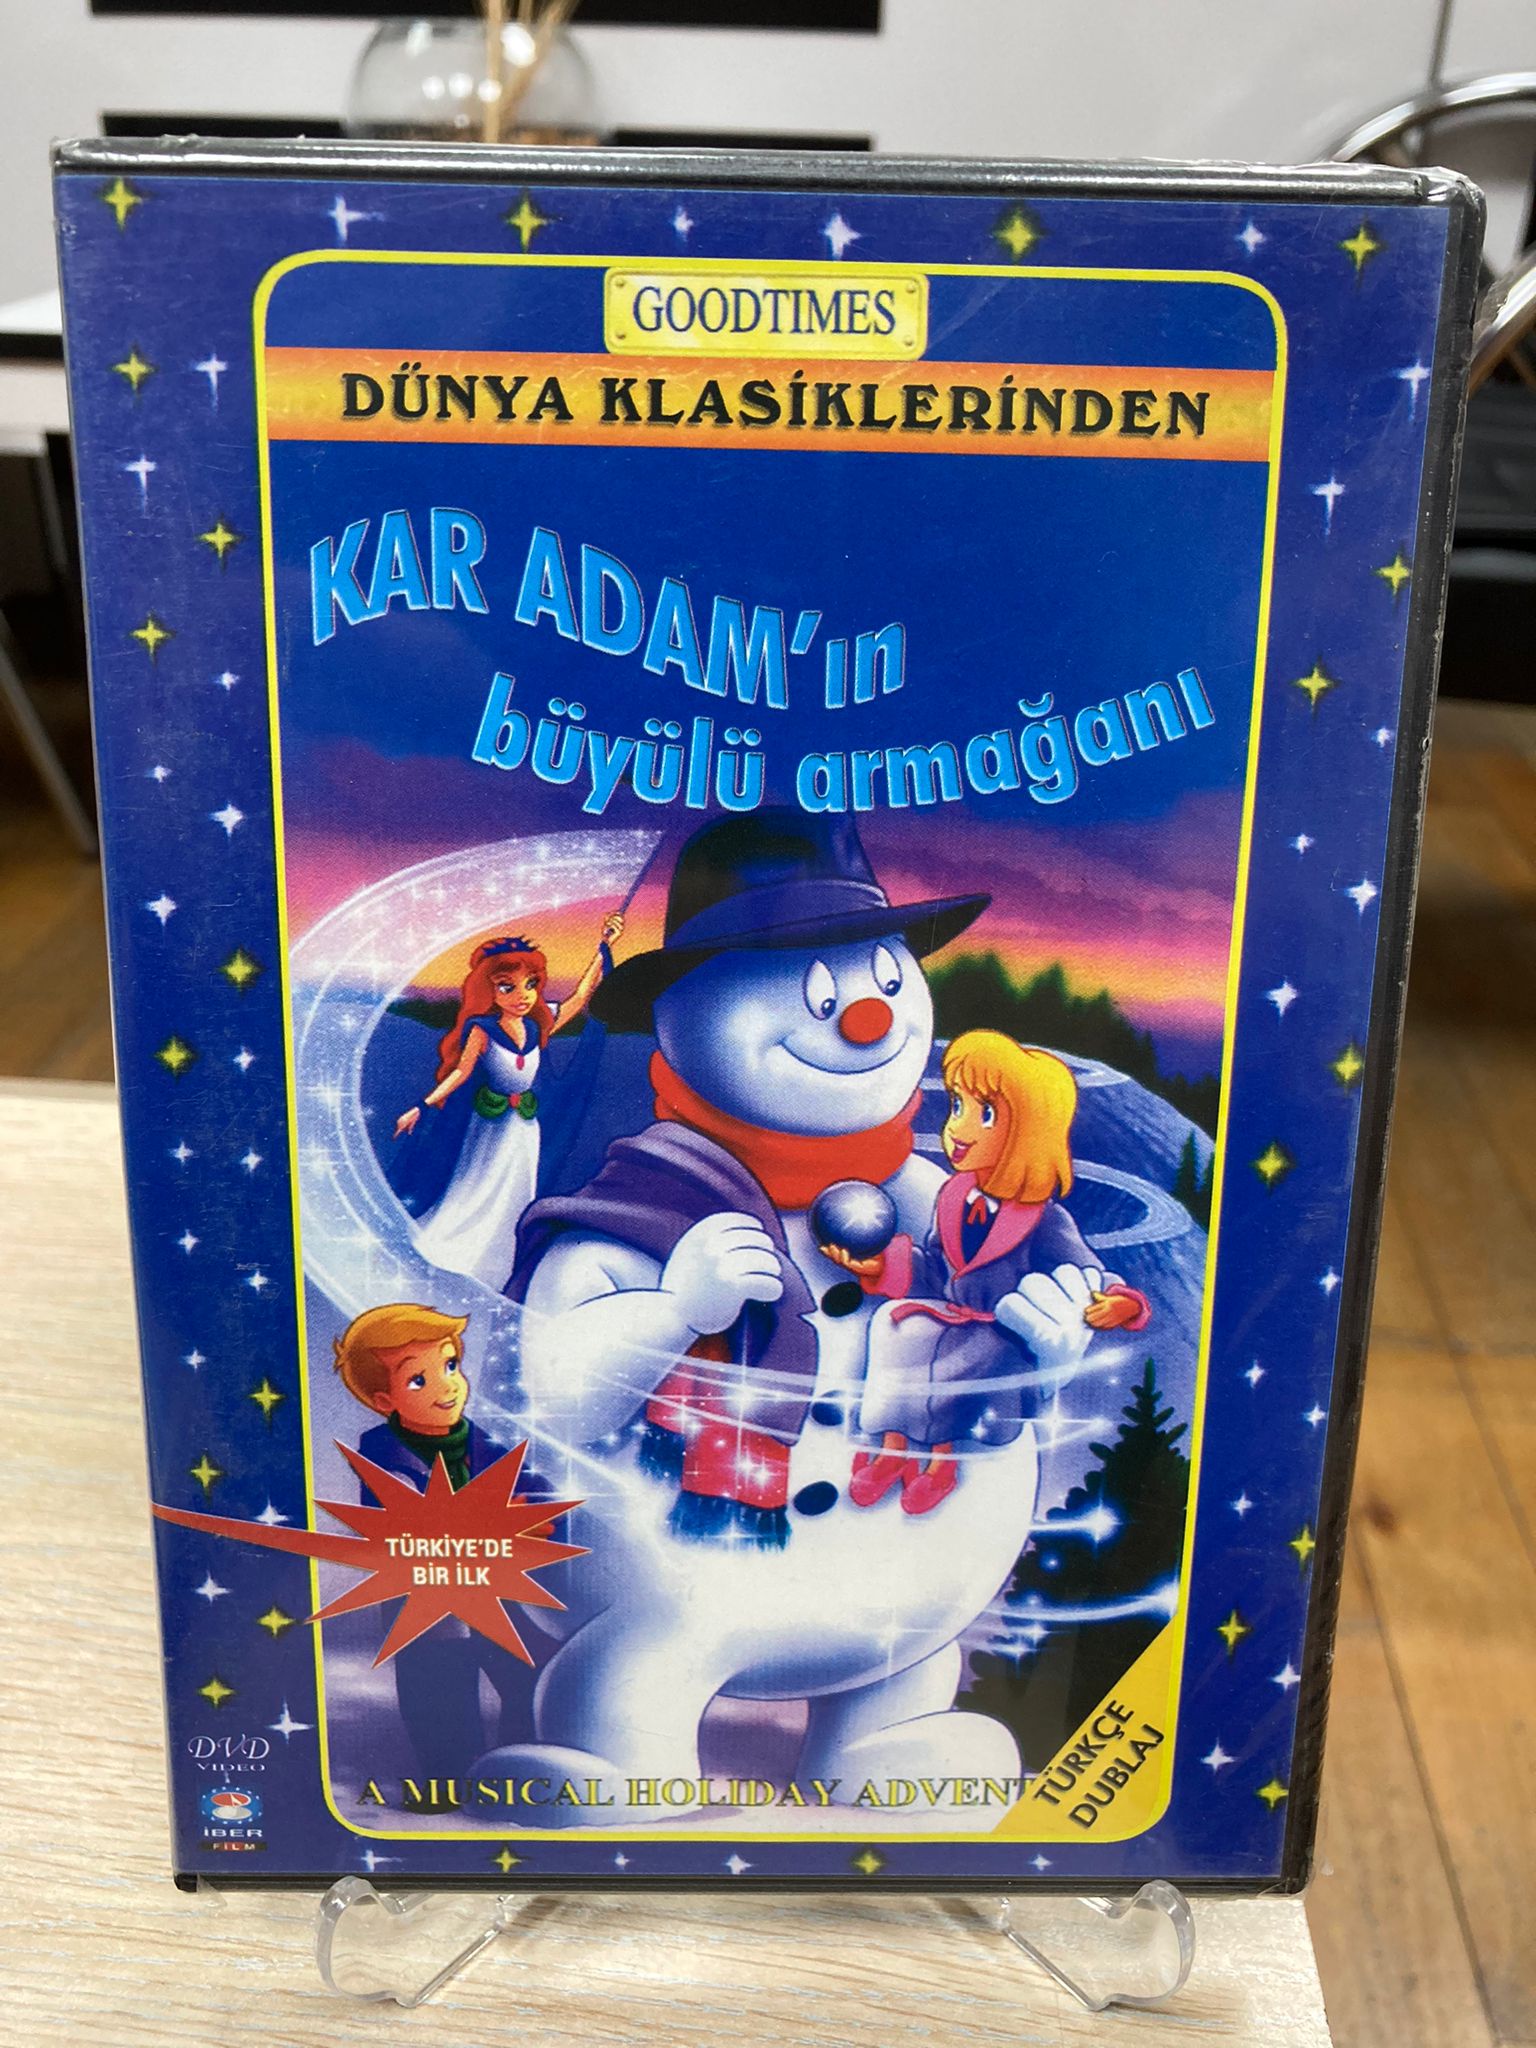 GOODTIMES
DÜNYA KLASİKLERİNDEN
KAR ADAM'ın
büyülü armağanı
TÜRKİYE'DE
BİR İLK
DVD
VIDEO
İBER
FILM
A MUSICAL HOLIDAY ADVENT
TÜRKÇE
DUBLAJ